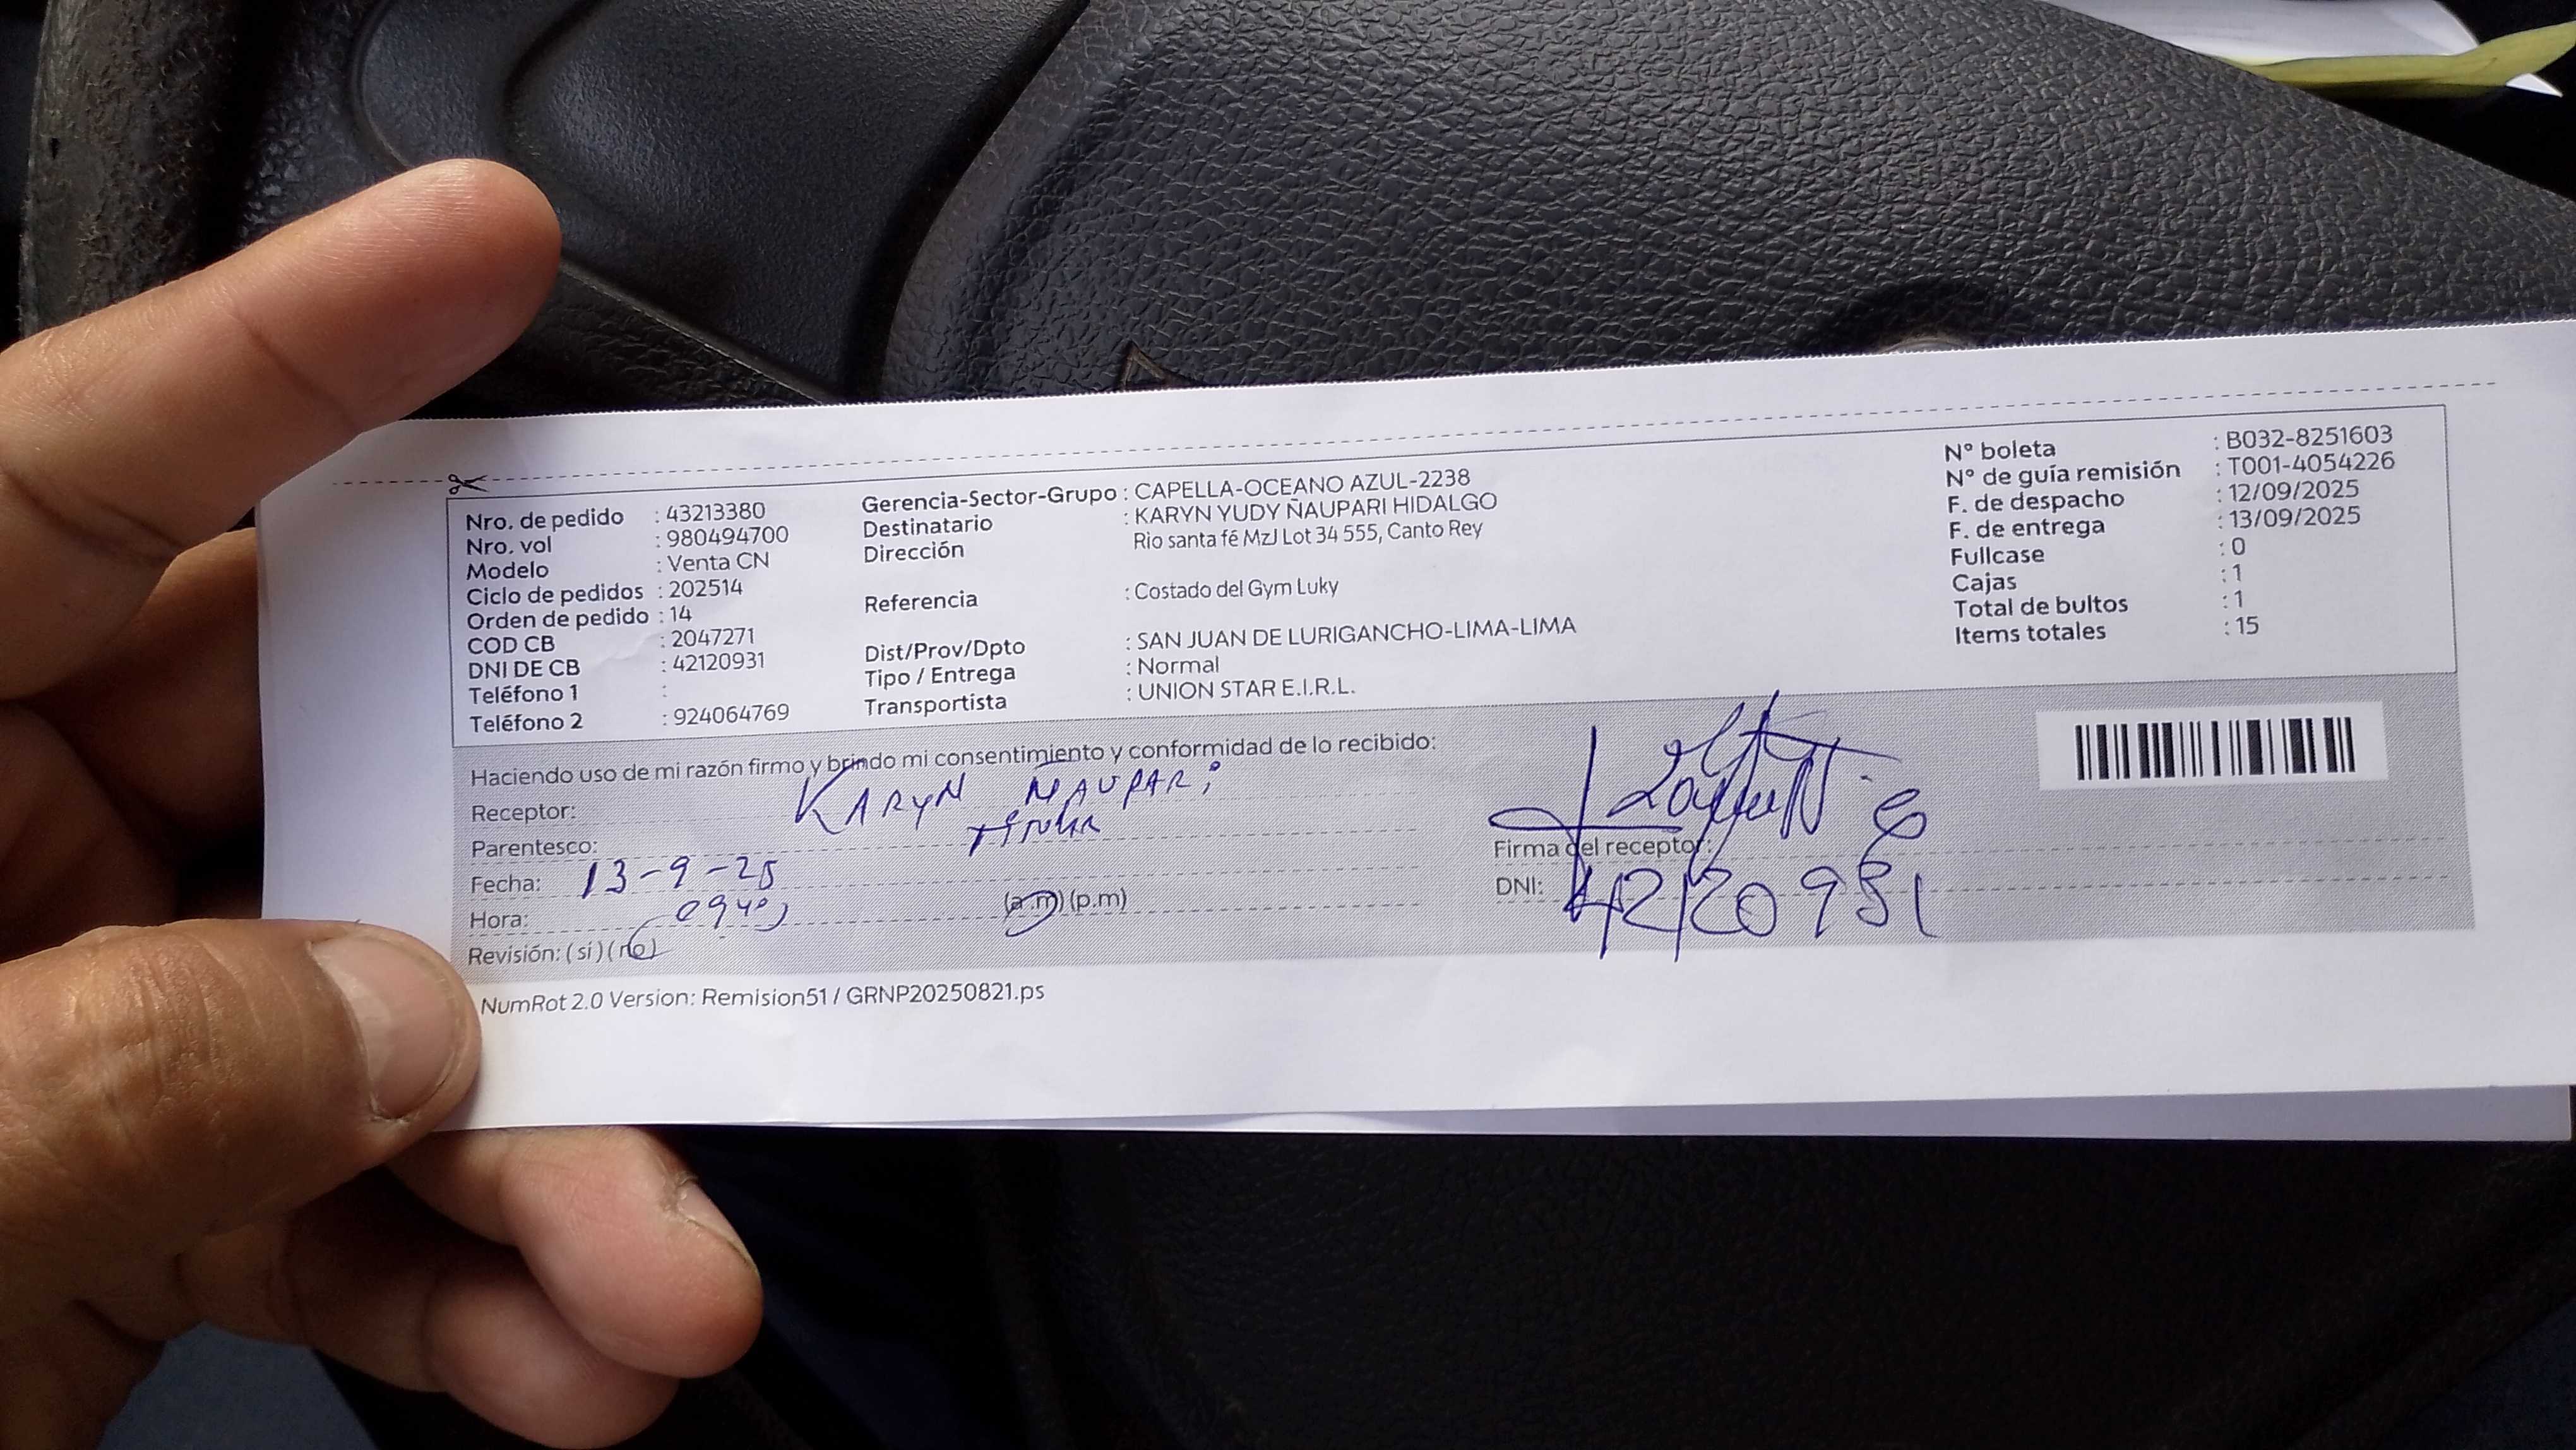 Nro. de pedido : 43213380
Nro. vol : 980494700
Modelo : Venta CN
Ciclo de pedidos : 202514
Orden de pedido : 14
COD CB : 2047271
DNI DE CB : 42120931
Teléfono 1 :
Teléfono 2 : 924064769
Gerencia-Sector-Grupo : CAPELLA-OCEANO AZUL-2238
Destinatario : KARYN YUDY ÑAUPARI HIDALGO
Dirección Rio santa fé MzJ Lot 34 555, Canto Rey
Referencia : Costado del Gym Luky
Dist/Prov/Dpto : SAN JUAN DE LURIGANCHO-LIMA-LIMA
Tipo / Entrega : Normal
Transportista : UNION STAR E.I.R.L.
N° boleta : B032-8251603
N° de guía remisión : T001-4054226
F. de despacho : 12/09/2025
F. de entrega : 13/09/2025
Fullcase : 0
Cajas : 1
Total de bultos : 1
Items totales : 15
Haciendo uso de mi razón firmo y brindo mi consentimiento y conformidad de lo recibido:
Receptor: KARYN ÑAUPARi
Parentesco:
Fecha: 13-9-25
Hora: 0940 (a.m) (p.m)
Revisión: (si) (no)
Firma del receptor:
DNI: 42120931
NumRot 2.0 Version: Remision51 / GRNP20250821.ps